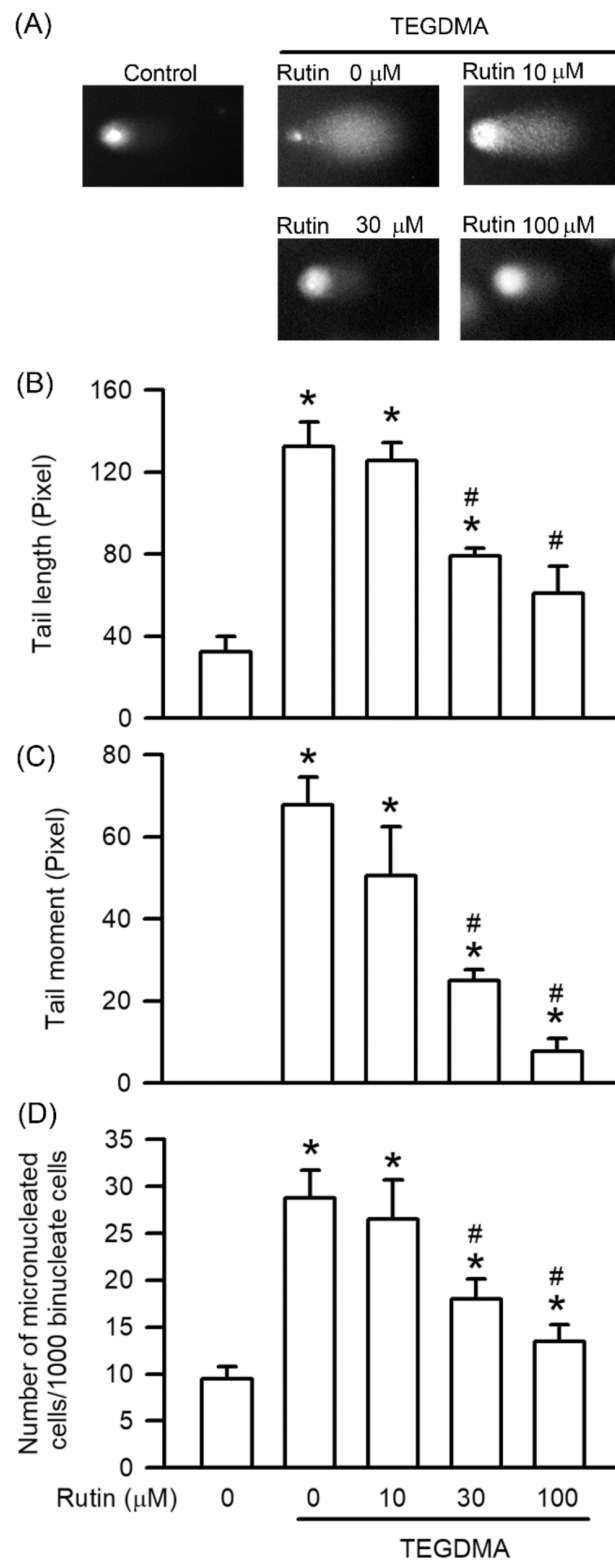 (A)
TEGDMA
Control
Rutin 0 μM
Rutin 10 μM
Rutin 30 μM
Rutin 100 μM
(B)
Tail length (Pixel)
160
120
80
40
0
*
*
#
*
#
(C)
Tail moment (Pixel)
80
60
40
20
0
*
*
#
*
#
*
(D)
Number of micronucleated
cells/1000 binucleate cells
35
30
25
20
15
10
5
0
*
*
#
*
#
*
Rutin (μM) 0 0 10 30 100
TEGDMA